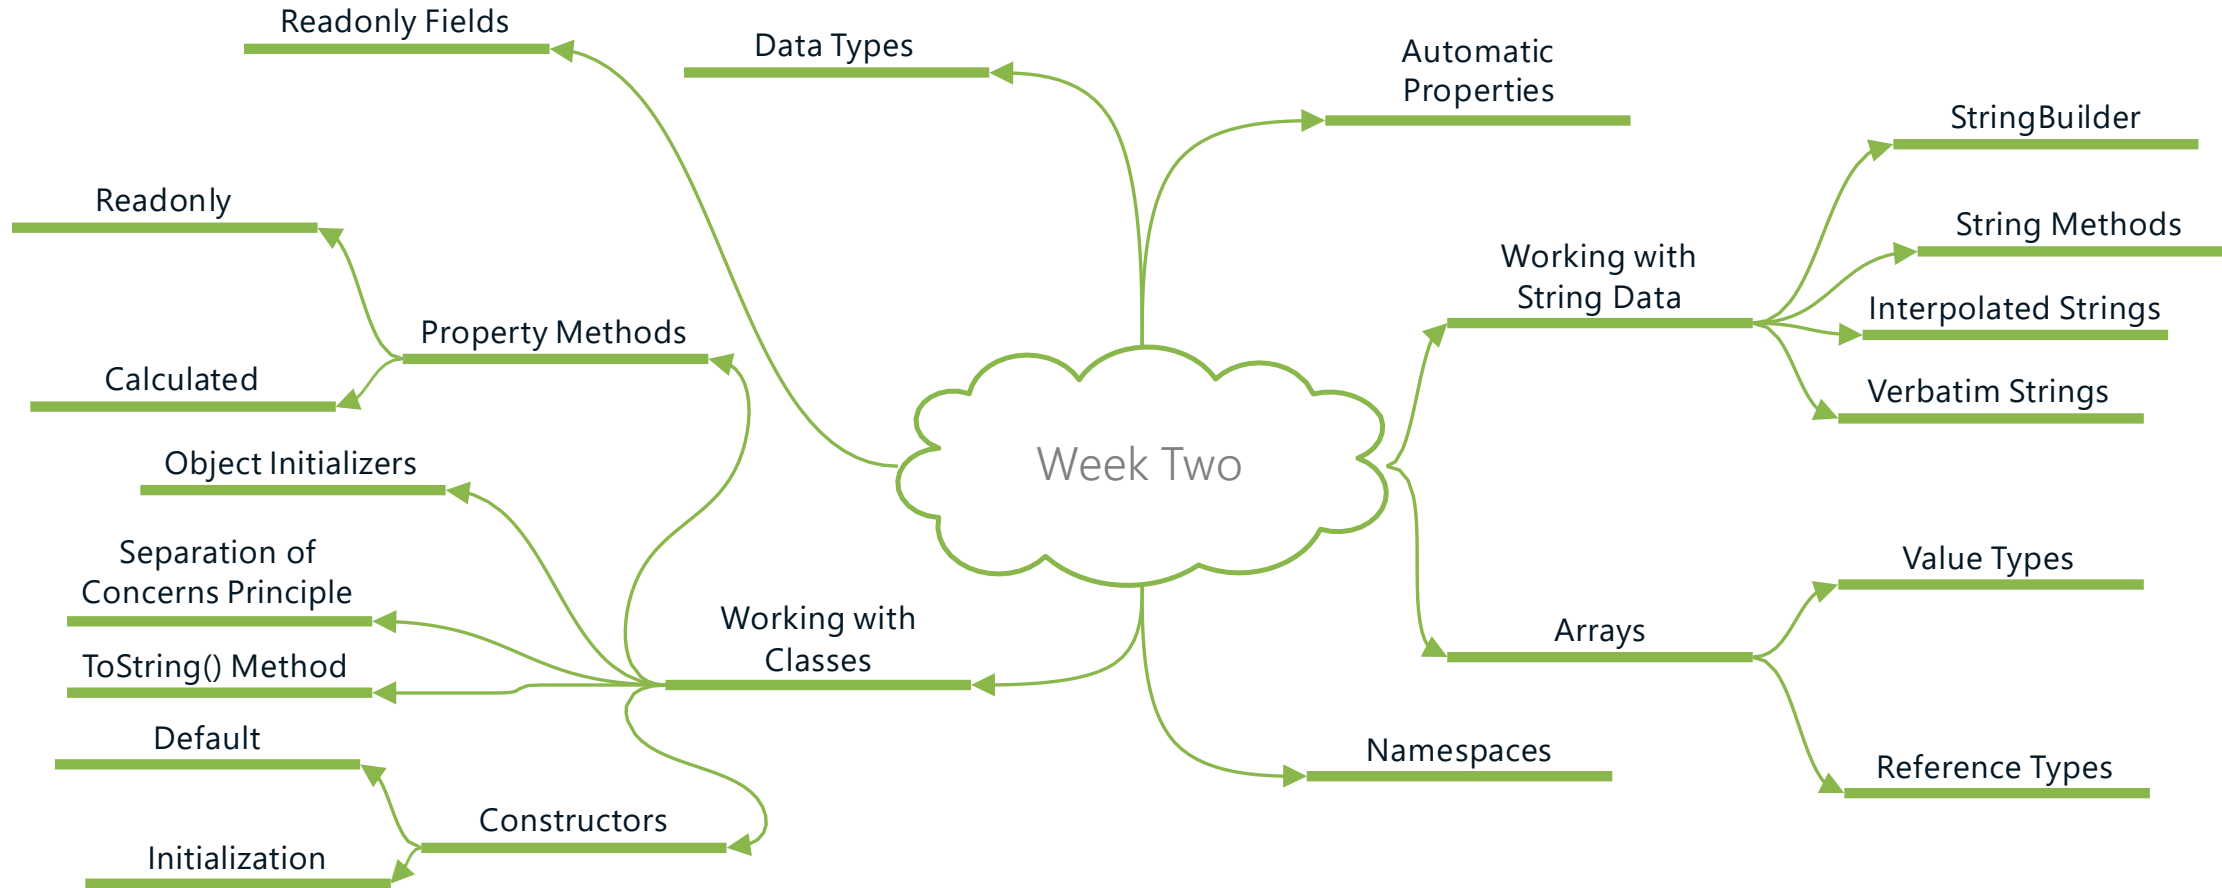 Readonly Fields
Data Types
Automatic
Properties
StringBuilder
Readonly
String Methods
Working with
String Data
Interpolated Strings
Property Methods
Calculated
Verbatim Strings
Object Initializers
Week Two
Separation of
Concerns Principle
Value Types
Working with
Classes
Arrays
ToString() Method
Default
Namespaces
Reference Types
Constructors
Initialization